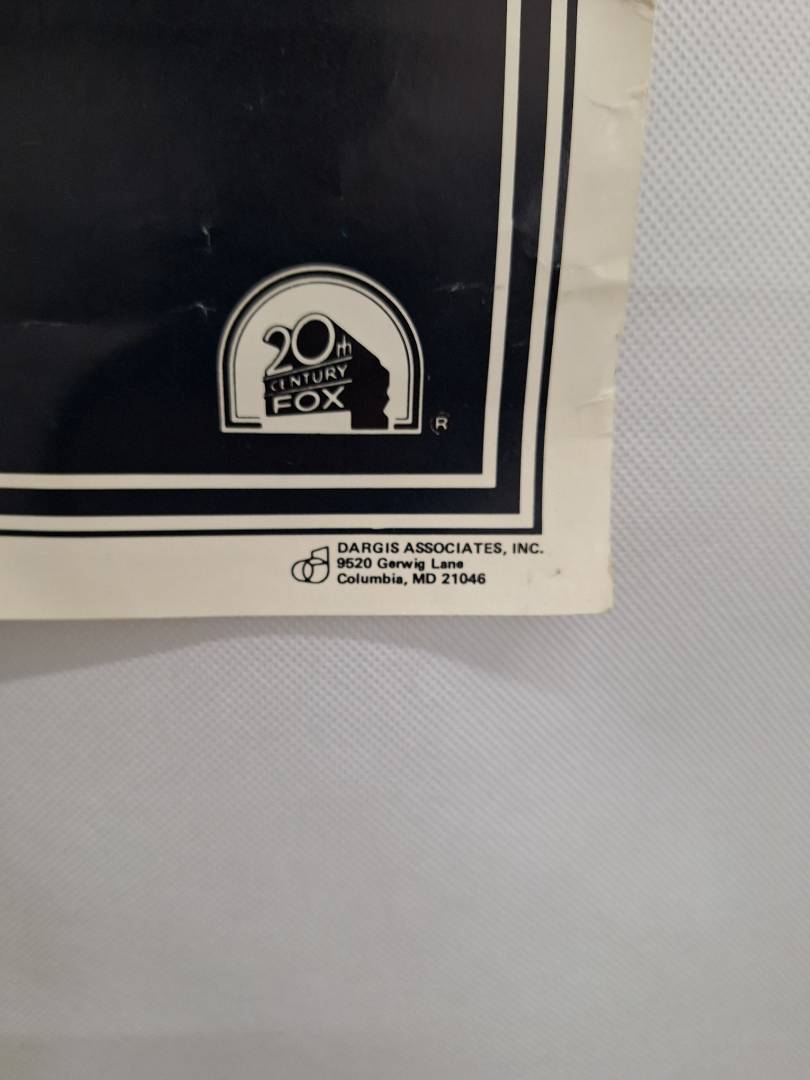 20th
CENTURY
FOX
®
DARGIS ASSOCIATES, INC.
9520 Gerwig Lane
Columbia, MD 21046